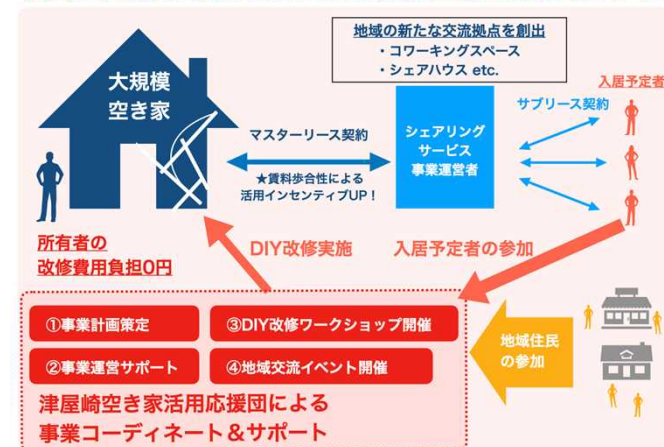 地域の新たな交流拠点を創出
・コワーキングスペース
・シェアハウス etc.
大規模
空き家
入居予定者
サブリース契約
マスターリース契約
シェアリング
サービス
事業運営者
★賃料歩合性による
活用インセンティブUP!
所有者の
改修費用負担0円
DIY改修実施
入居予定者の参加
①事業計画策定
③DIY改修ワークショップ開催
②事業運営サポート
④地域交流イベント開催
地域住民
の参加
津屋崎空き家活用応援団による
事業コーディネート&サポート